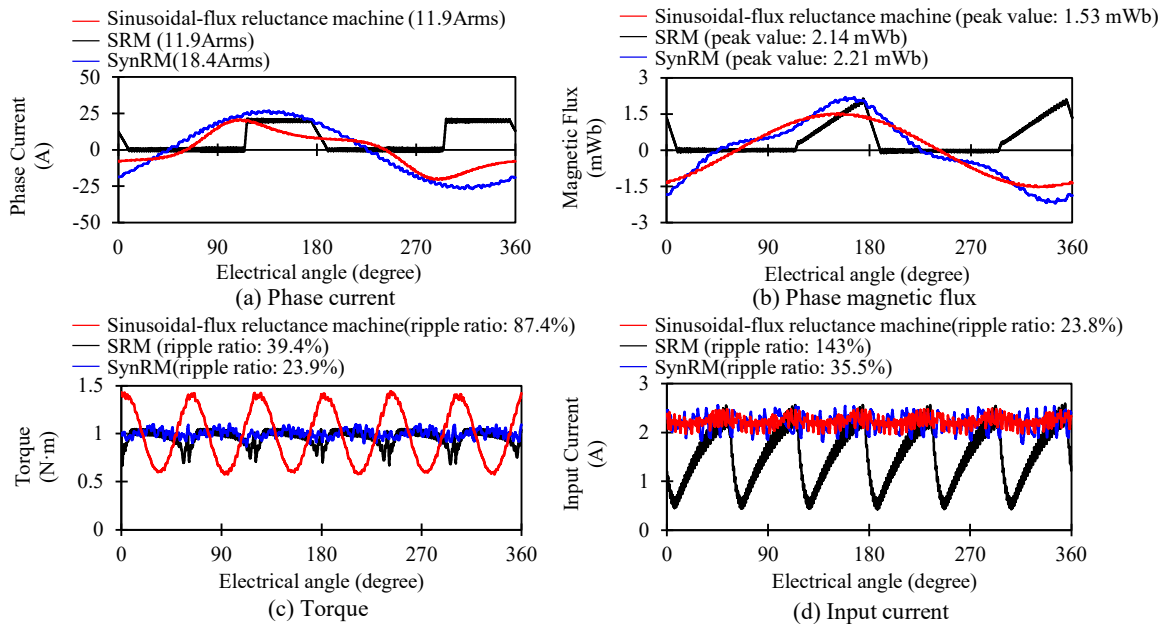 Sinusoidal-flux reluctance machine (11.9Arms)
SRM (11.9Arms)
SynRM(18.4Arms)
50
25
0
-25
-50
Phase Current
(A)
0
90
180
270
360
Electrical angle (degree)
(a) Phase current
Sinusoidal-flux reluctance machine (peak value: 1.53 mWb)
SRM (peak value: 2.14 mWb)
SynRM (peak value: 2.21 mWb)
3
1.5
0
-1.5
-3
Magnetic Flux
(mWb)
0
90
180
270
360
Electrical angle (degree)
(b) Phase magnetic flux
Sinusoidal-flux reluctance machine(ripple ratio: 87.4%)
SRM (ripple ratio: 39.4%)
SynRM(ripple ratio: 23.9%)
1.5
1
0.5
0
Torque
(N·m)
0
90
180
270
360
Electrical angle (degree)
(c) Torque
Sinusoidal-flux reluctance machine(ripple ratio: 23.8%)
SRM (ripple ratio: 143%)
SynRM(ripple ratio: 35.5%)
3
2
1
0
Input Current
(A)
0
90
180
270
360
Electrical angle (degree)
(d) Input current